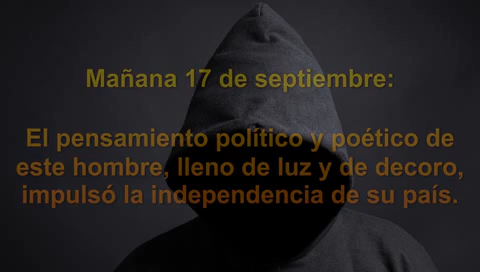 Mañana 17 de septiembre:
El pensamiento político y poético de
este hombre, lleno de luz y de decoro,
impulsó la independencia de su país.